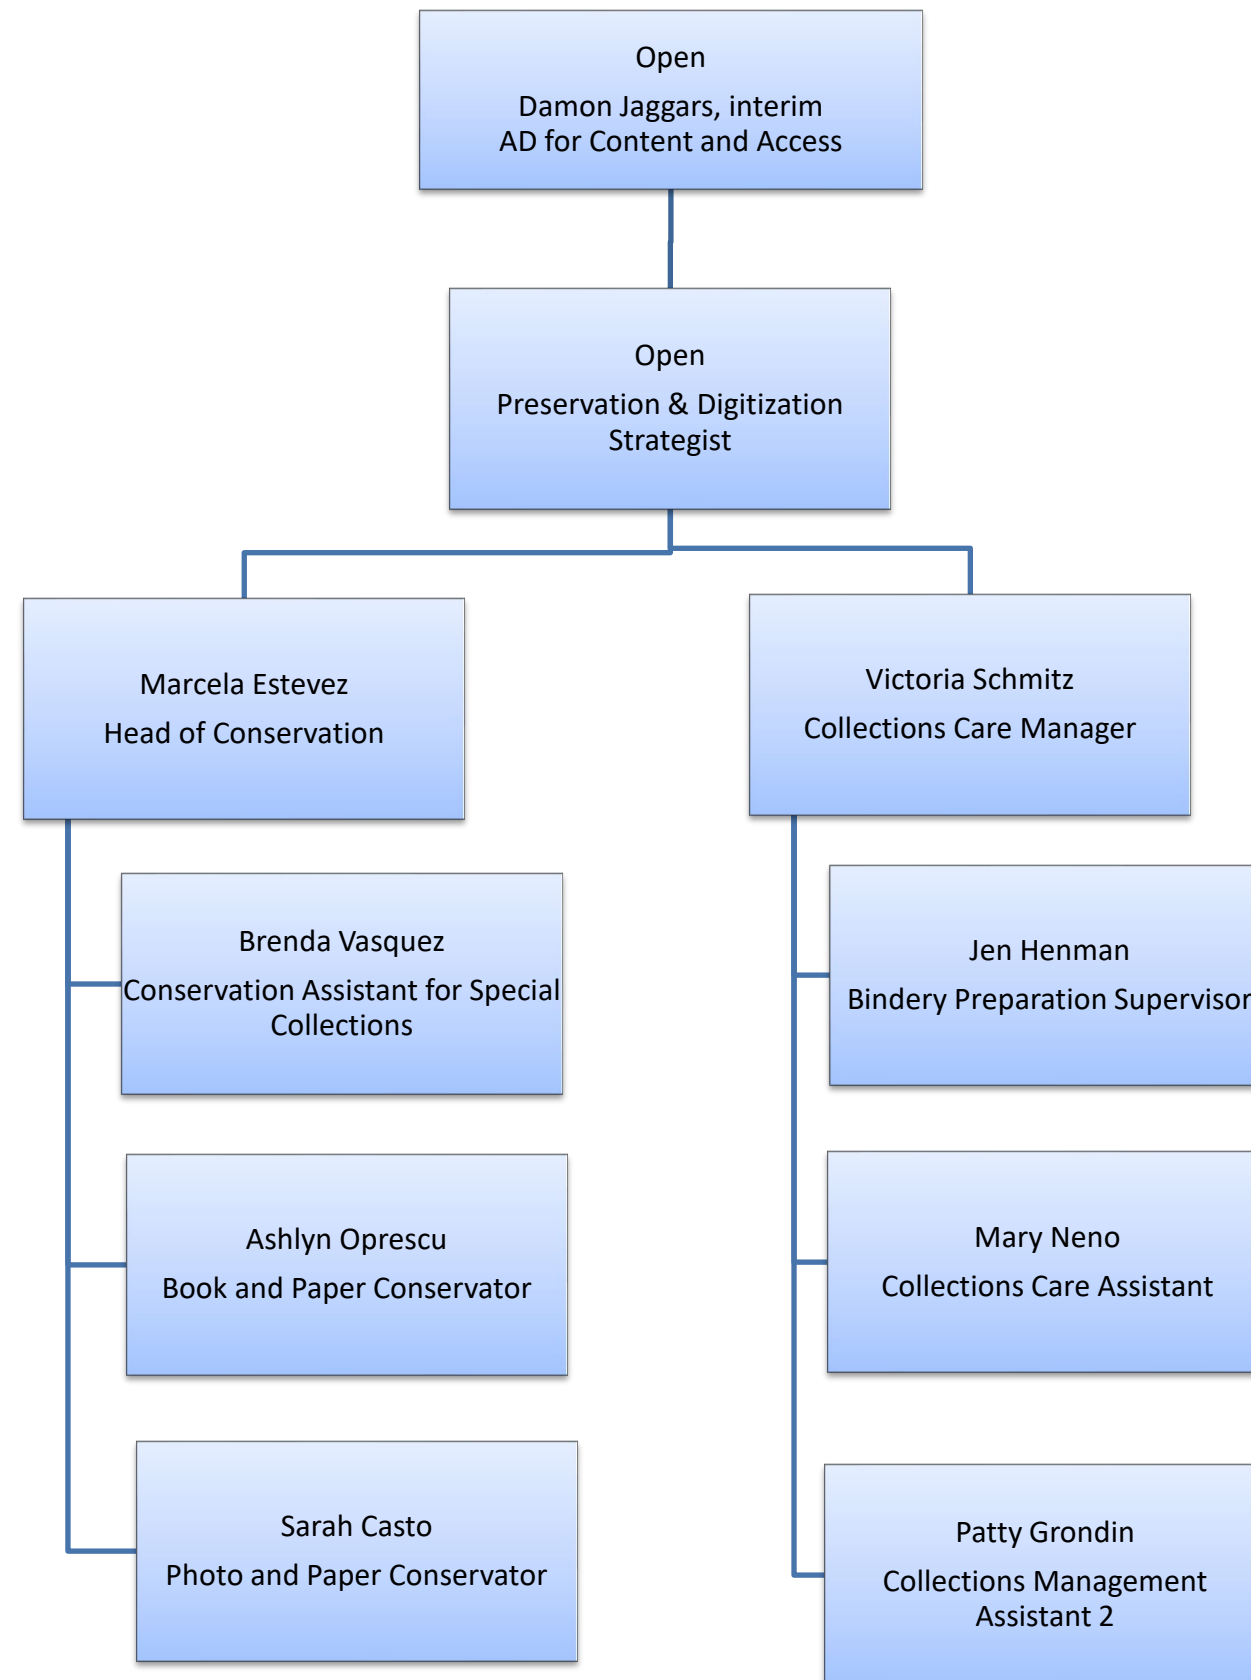 Open
Damon Jaggars, interim
AD for Content and Access
Open
Preservation & Digitization
Strategist
Marcela Estevez
Head of Conservation
Victoria Schmitz
Collections Care Manager
Brenda Vasquez
Conservation Assistant for Special
Collections
Jen Henman
Bindery Preparation Supervisor
Ashlyn Oprescu
Book and Paper Conservator
Mary Neno
Collections Care Assistant
Sarah Casto
Photo and Paper Conservator
Patty Grondin
Collections Management
Assistant 2